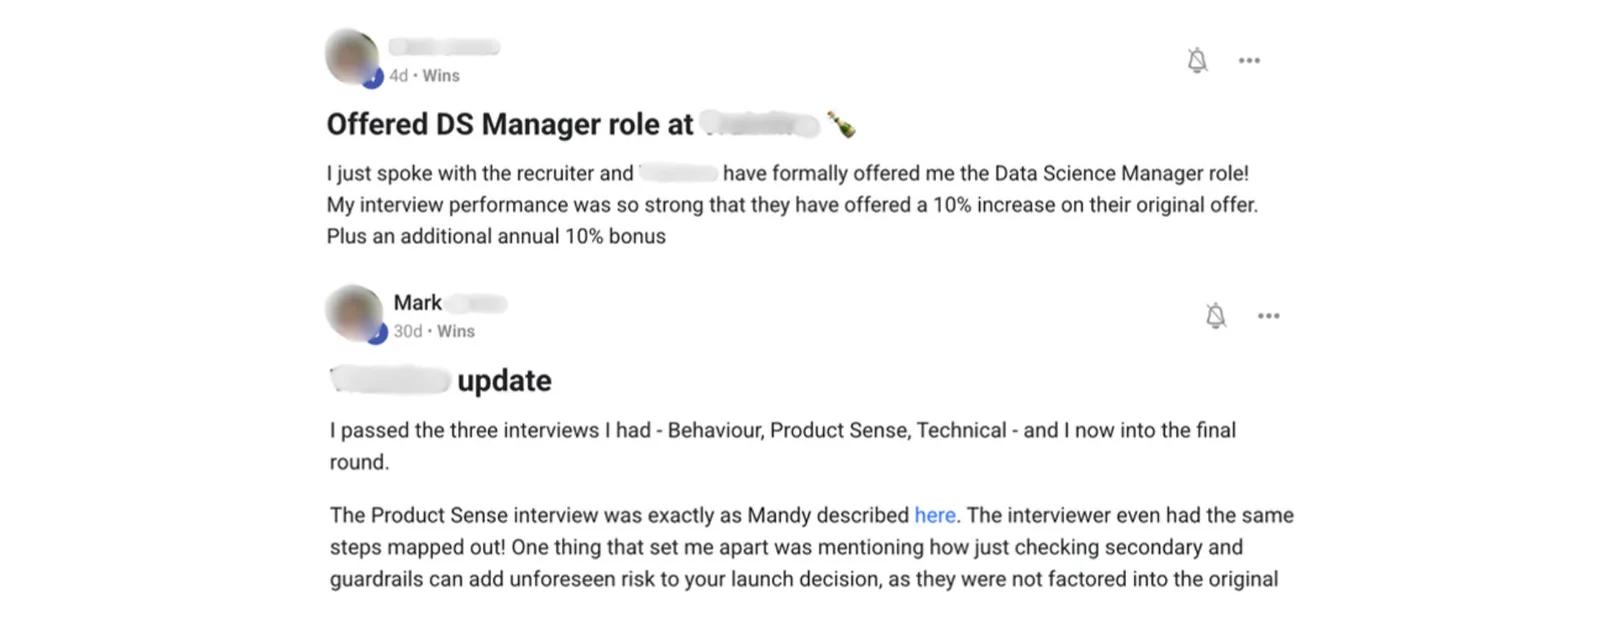 4d • Wins
Offered DS Manager role at 🍾
I just spoke with the recruiter and have formally offered me the Data Science Manager role!
My interview performance was so strong that they have offered a 10% increase on their original offer.
Plus an additional annual 10% bonus
Mark
30d • Wins
update
I passed the three interviews I had - Behaviour, Product Sense, Technical - and I now into the final
round.
The Product Sense interview was exactly as Mandy described here. The interviewer even had the same
steps mapped out! One thing that set me apart was mentioning how just checking secondary and
guardrails can add unforeseen risk to your launch decision, as they were not factored into the original